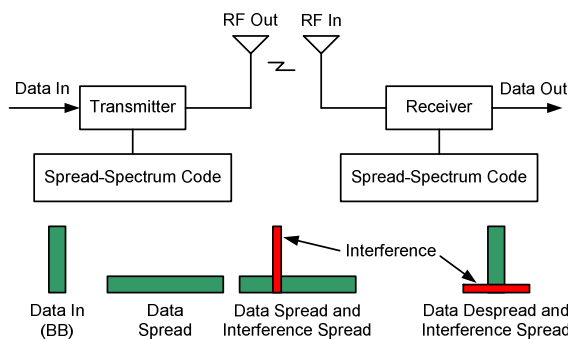 RF Out
RF In
Data In
Transmitter
Receiver
Data Out
Spread-Spectrum Code
Spread-Spectrum Code
Interference
Data In
(BB)
Data
Spread
Data Spread and
Interference Spread
Data Despread and
Interference Spread